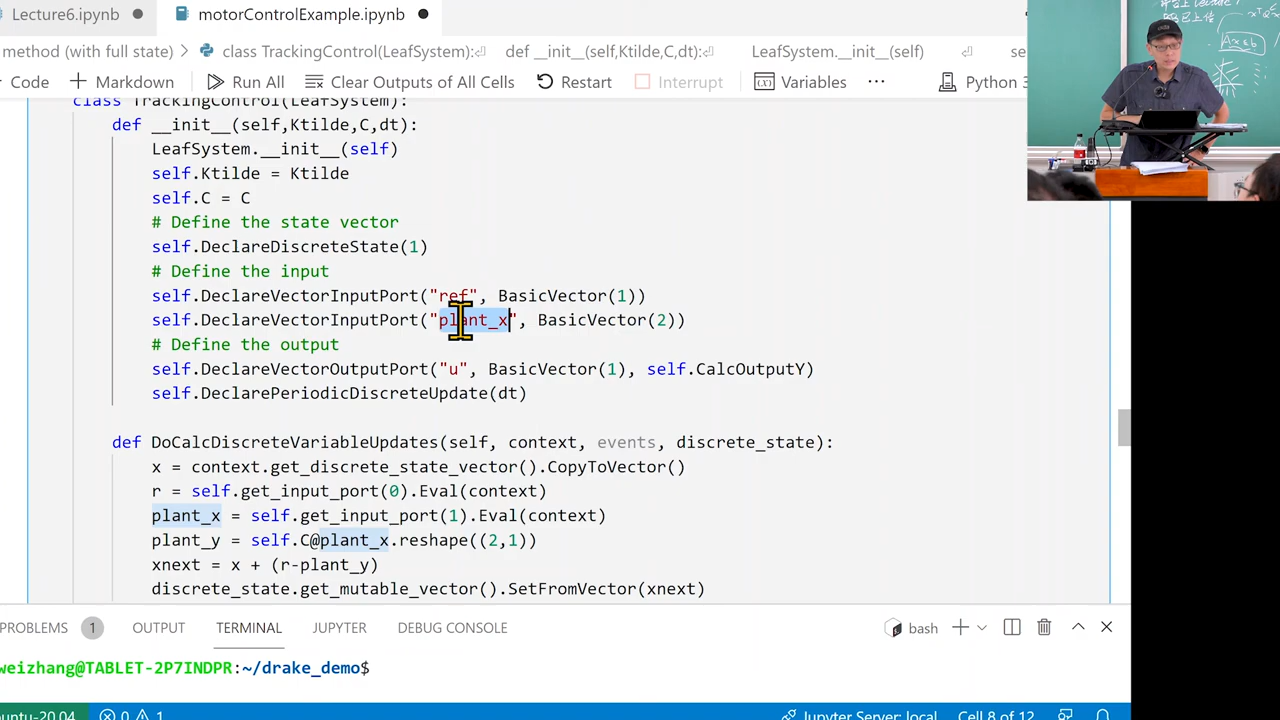 Lecture6.ipynb
motorControlExample.ipynb
method (with full state) > class TrackingControl(LeafSystem): def __init__(self,Ktilde,C,dt): LeafSystem.__init__(self) se
Code + Markdown Run All Clear Outputs of All Cells Restart Interrupt Variables ... Python 3
class TrackingControl(LeafSystem):
def __init__(self,Ktilde,C,dt):
LeafSystem.__init__(self)
self.Ktilde = Ktilde
self.C = C
# Define the state vector
self.DeclareDiscreteState(1)
# Define the input
self.DeclareVectorInputPort("ref", BasicVector(1))
self.DeclareVectorInputPort("plant_x", BasicVector(2))
# Define the output
self.DeclareVectorOutputPort("u", BasicVector(1), self.CalcOutputY)
self.DeclarePeriodicDiscreteUpdate(dt)
def DoCalcDiscreteVariableUpdates(self, context, events, discrete_state):
x = context.get_discrete_state_vector().CopyToVector()
r = self.get_input_port(0).Eval(context)
plant_x = self.get_input_port(1).Eval(context)
plant_y = self.C@plant_x.reshape((2,1))
xnext = x + (r-plant_y)
discrete_state.get_mutable_vector().SetFromVector(xnext)
PROBLEMS 1 OUTPUT TERMINAL JUPYTER DEBUG CONSOLE bash
weizhang@TABLET-2P7INDPR:~/drake_demo$
untu-20.04 0 1 Jupyter Server: local Cell 8 of 12